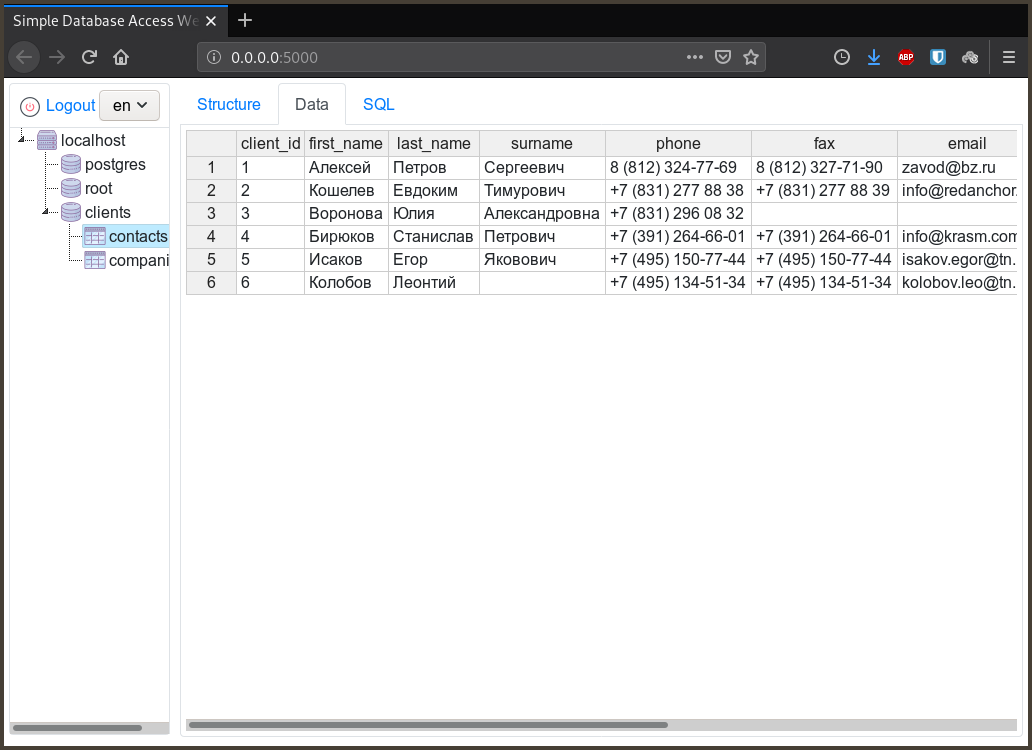 Simple Database Access We
0.0.0.0:5000
ABP
Logout en
Structure Data SQL
localhost
postgres
root
clients
contacts
compani
client_id first_name last_name surname phone fax email
1 1 Алексей Петров Сергеевич 8 (812) 324-77-69 8 (812) 327-71-90 zavod@bz.ru
2 2 Кошелев Евдоким Тимурович +7 (831) 277 88 38 +7 (831) 277 88 39 info@redanchor.
3 3 Воронова Юлия Александровна +7 (831) 296 08 32
4 4 Бирюков Станислав Петрович +7 (391) 264-66-01 +7 (391) 264-66-01 info@krasm.com
5 5 Исаков Егор Яковович +7 (495) 150-77-44 +7 (495) 150-77-44 isakov.egor@tn.
6 6 Колобов Леонтий +7 (495) 134-51-34 +7 (495) 134-51-34 kolobov.leo@tn.